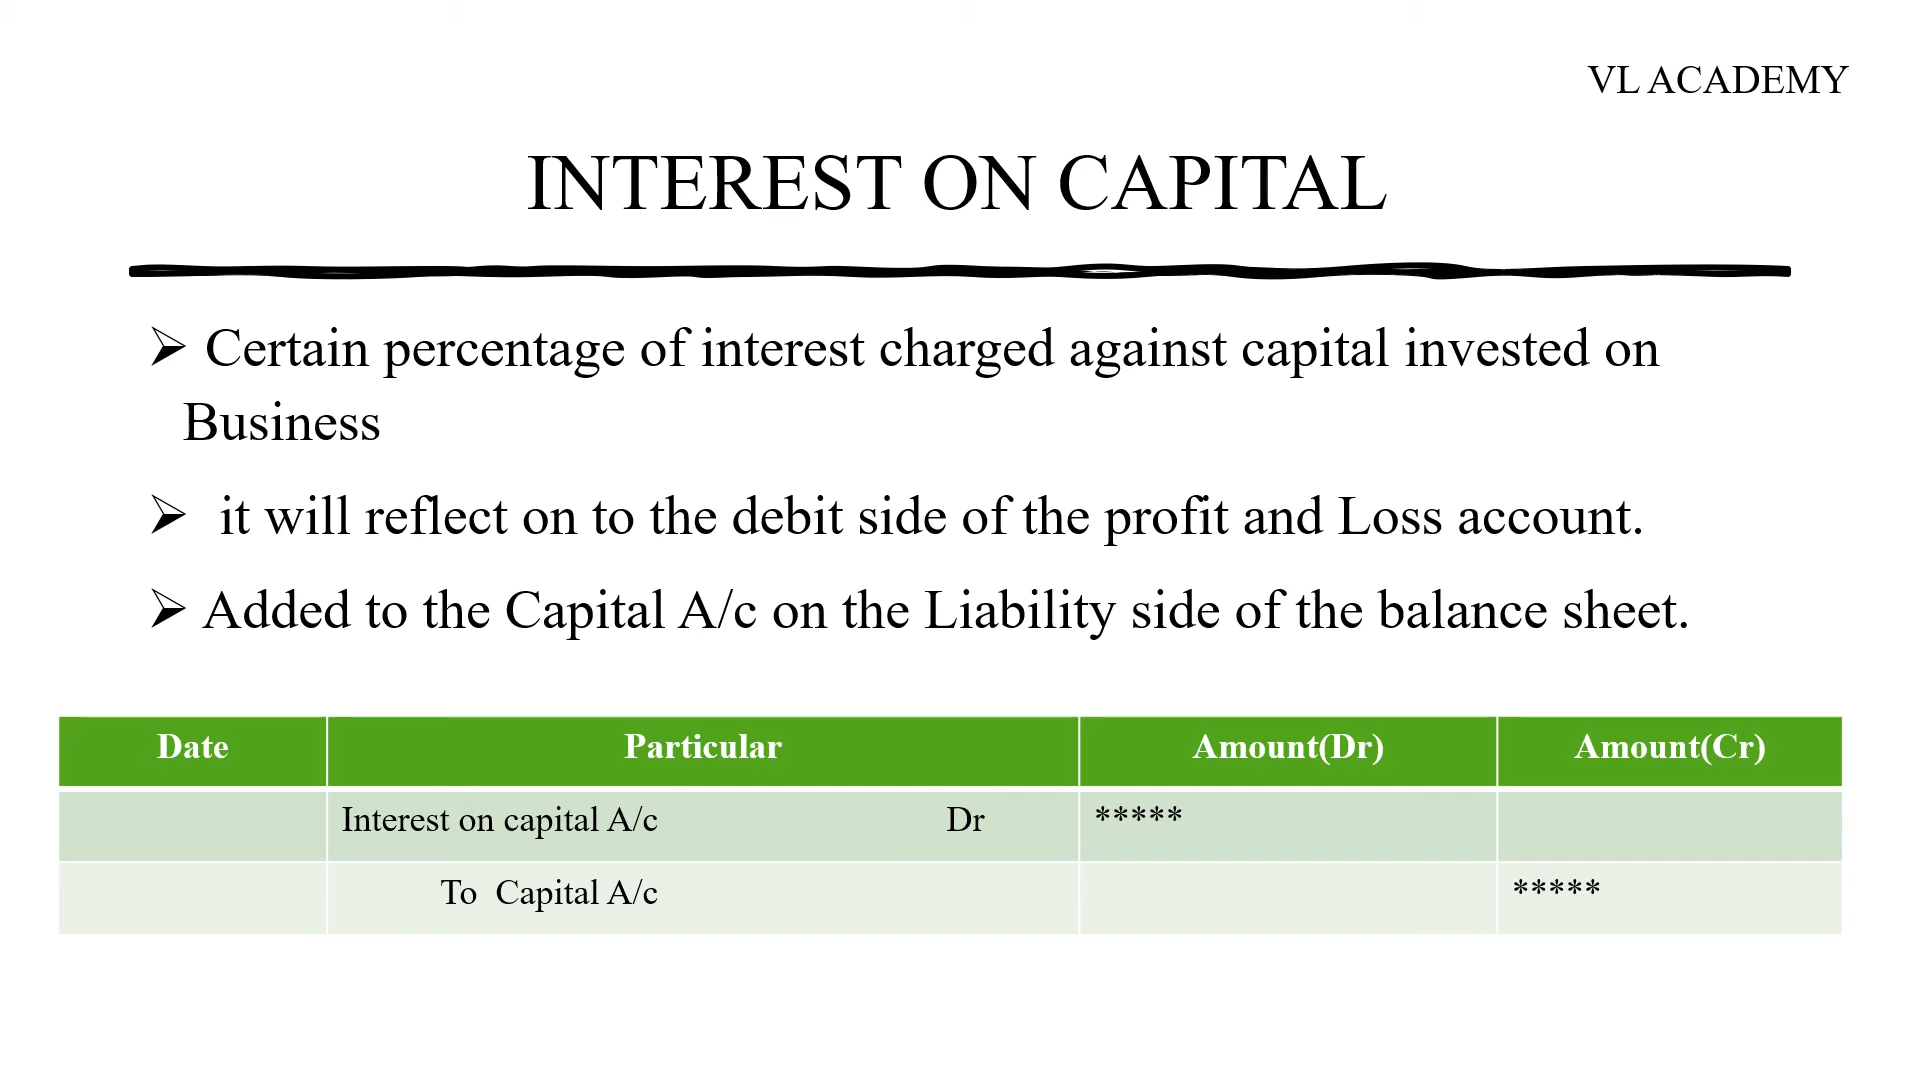 VL ACADEMY
INTEREST ON CAPITAL
➢ Certain percentage of interest charged against capital invested on
Business
➢ it will reflect on to the debit side of the profit and Loss account.
➢ Added to the Capital A/c on the Liability side of the balance sheet.
Date Particular Amount(Dr) Amount(Cr)
Interest on capital A/c Dr *****
To Capital A/c *****